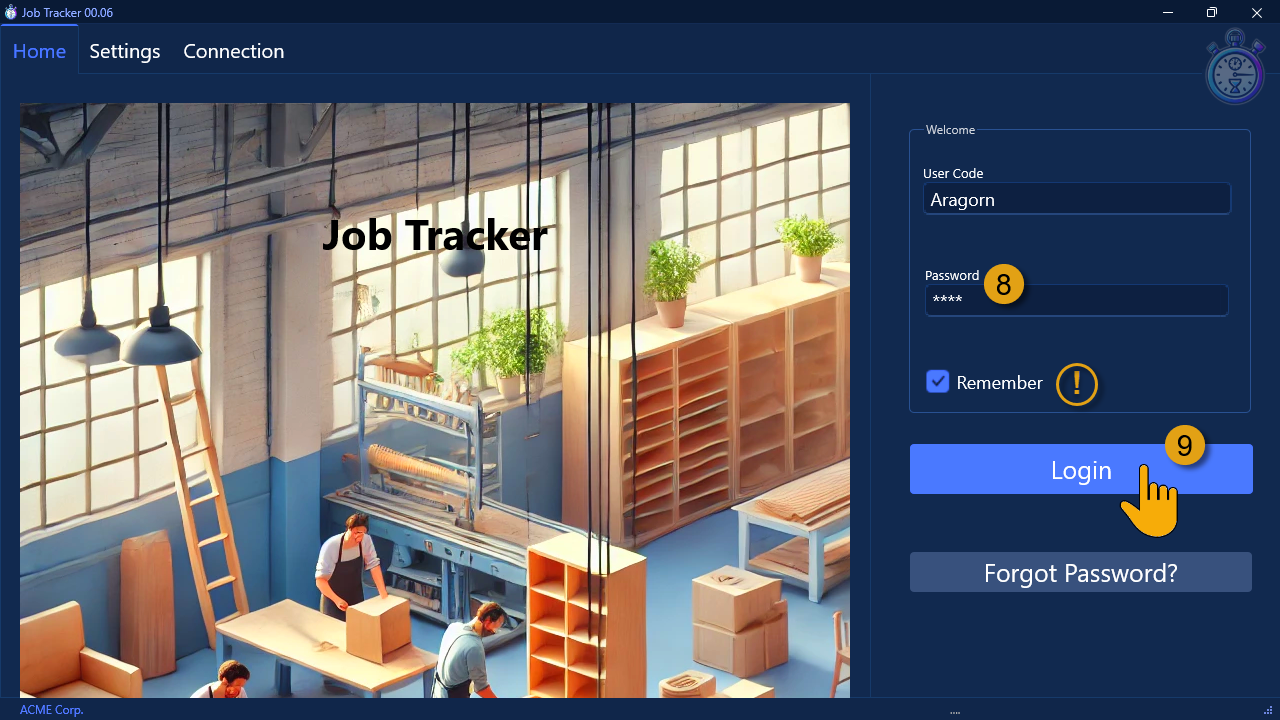 Job Tracker 00.06
Home Settings Connection
Job Tracker
Welcome
User Code
Aragorn
Password
8
****
Remember
!
9
Login
Forgot Password?
ACME Corp.
....